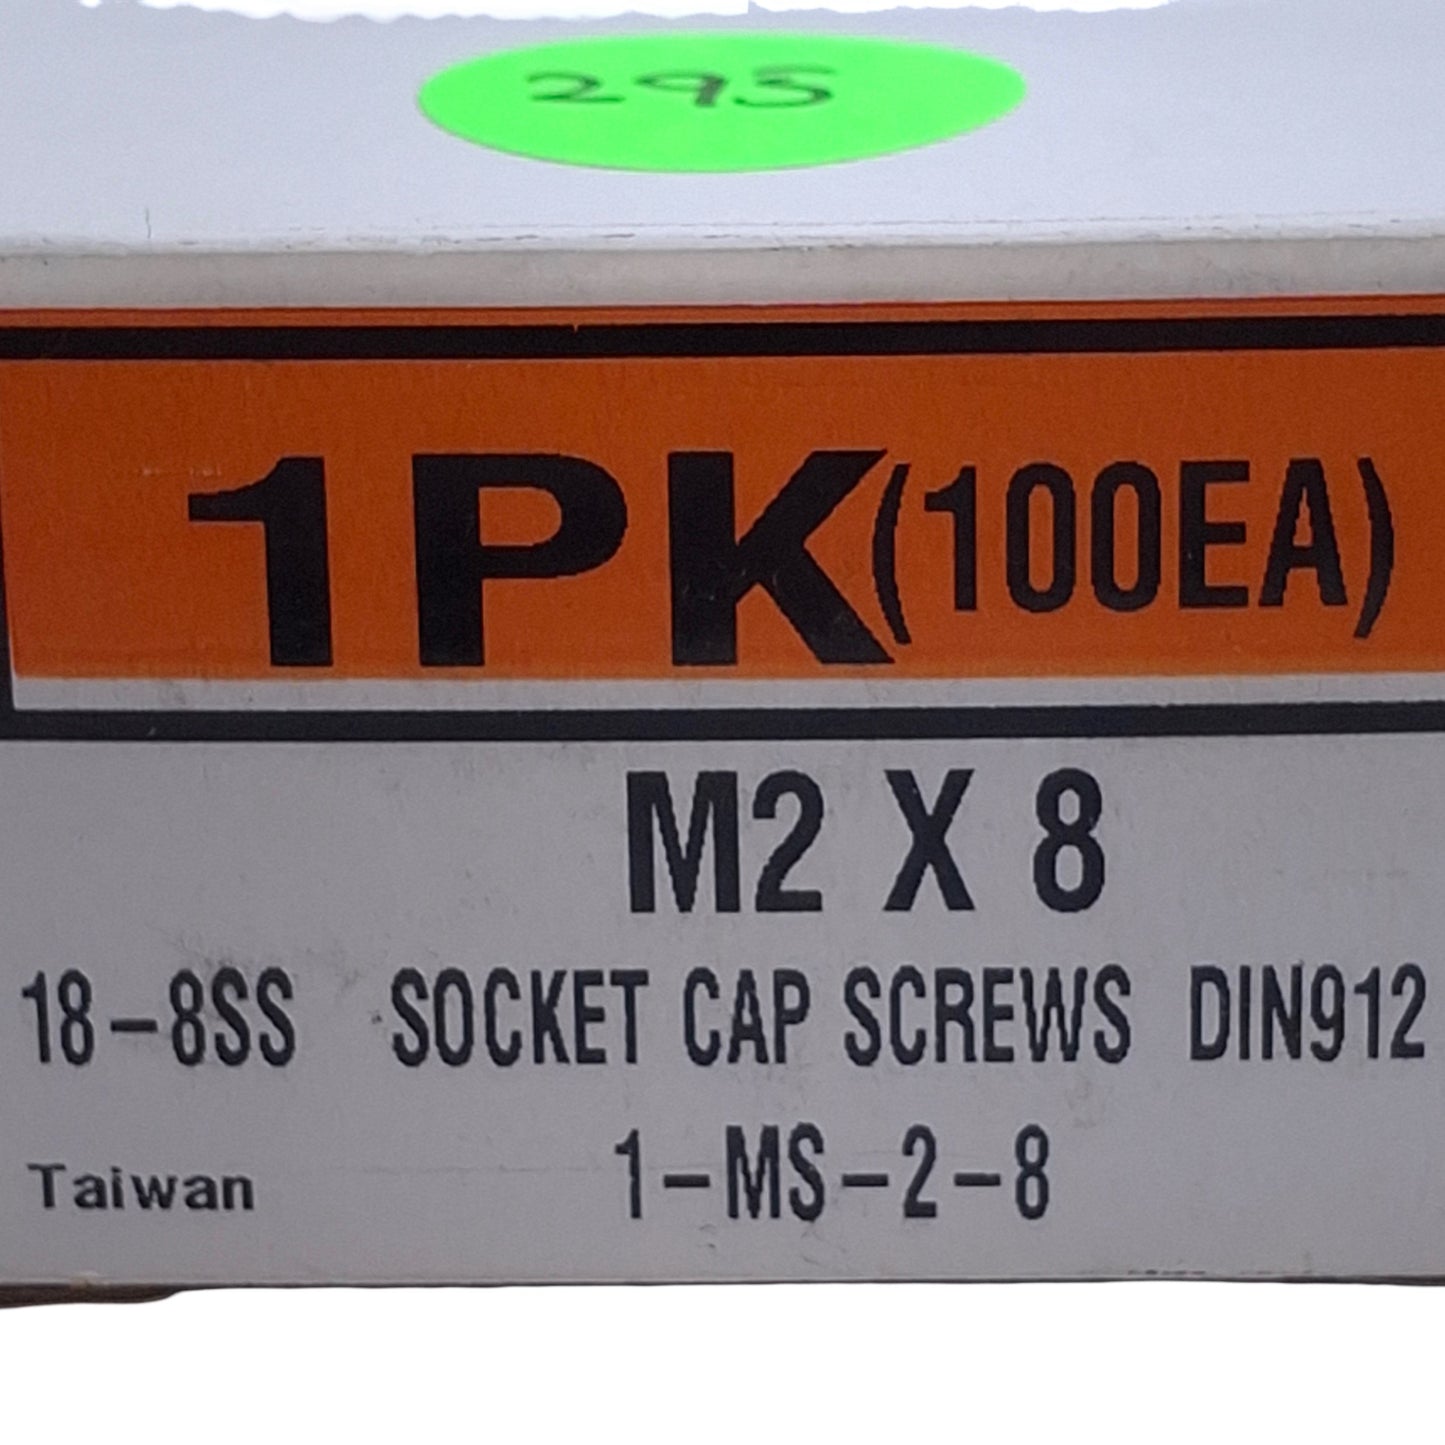 295
1PK(100EA)
M2 X 8
18-8SS SOCKET CAP SCREWS DIN912
1-MS-2-8
Taiwan